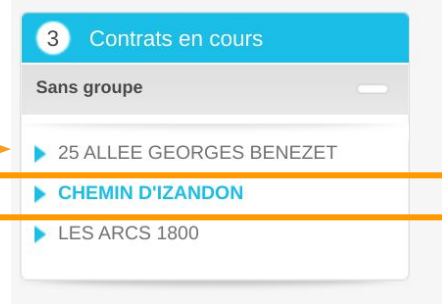 3 Contrats en cours
Sans groupe
25 ALLEE GEORGES BENEZET
CHEMIN D'IZANDON
LES ARCS 1800